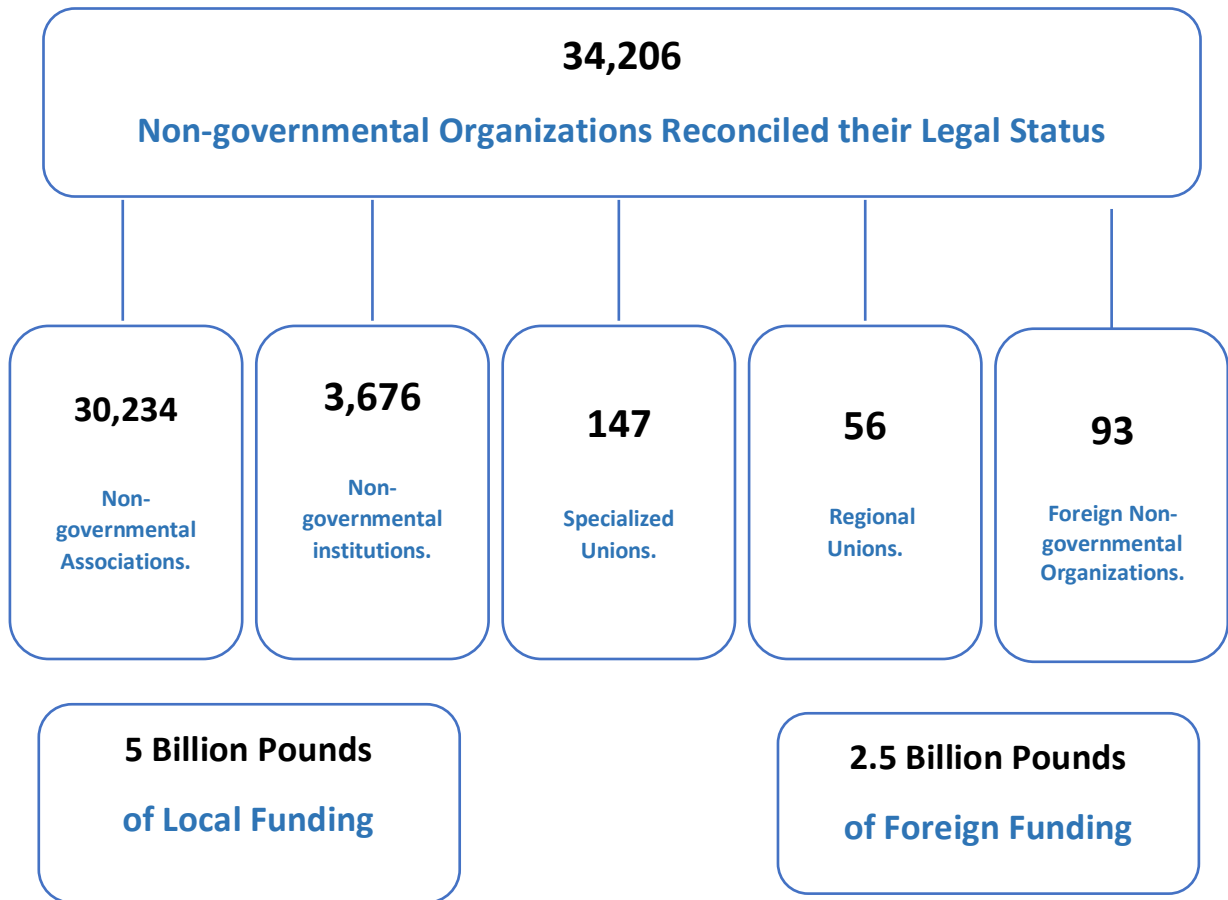 34,206
Non-governmental Organizations Reconciled their Legal Status
30,234
Non-
governmental
Associations.
3,676
Non-
governmental
institutions.
147
Specialized
Unions.
56
Regional
Unions.
93
Foreign Non-
governmental
Organizations.
5 Billion Pounds
of Local Funding
2.5 Billion Pounds
of Foreign Funding